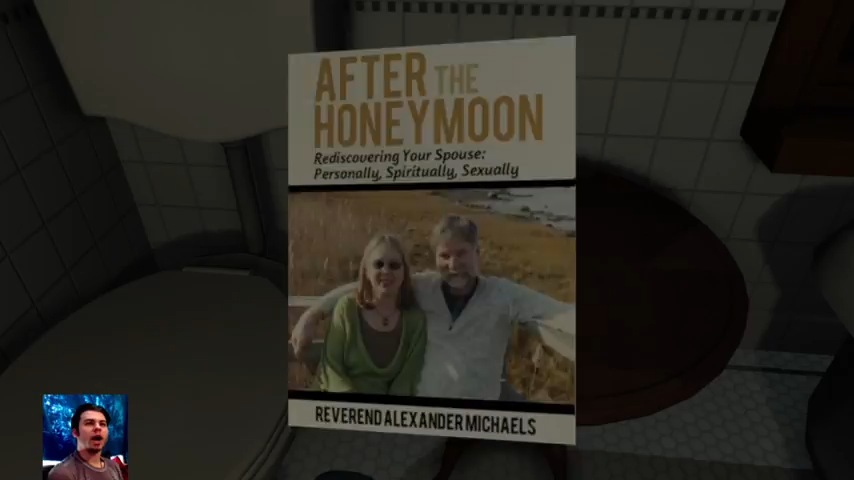 AFTER THE
HONEYMOON
Rediscovering Your Spouse:
Personally, Spiritually, Sexually
REVEREND ALEXANDER MICHAELS